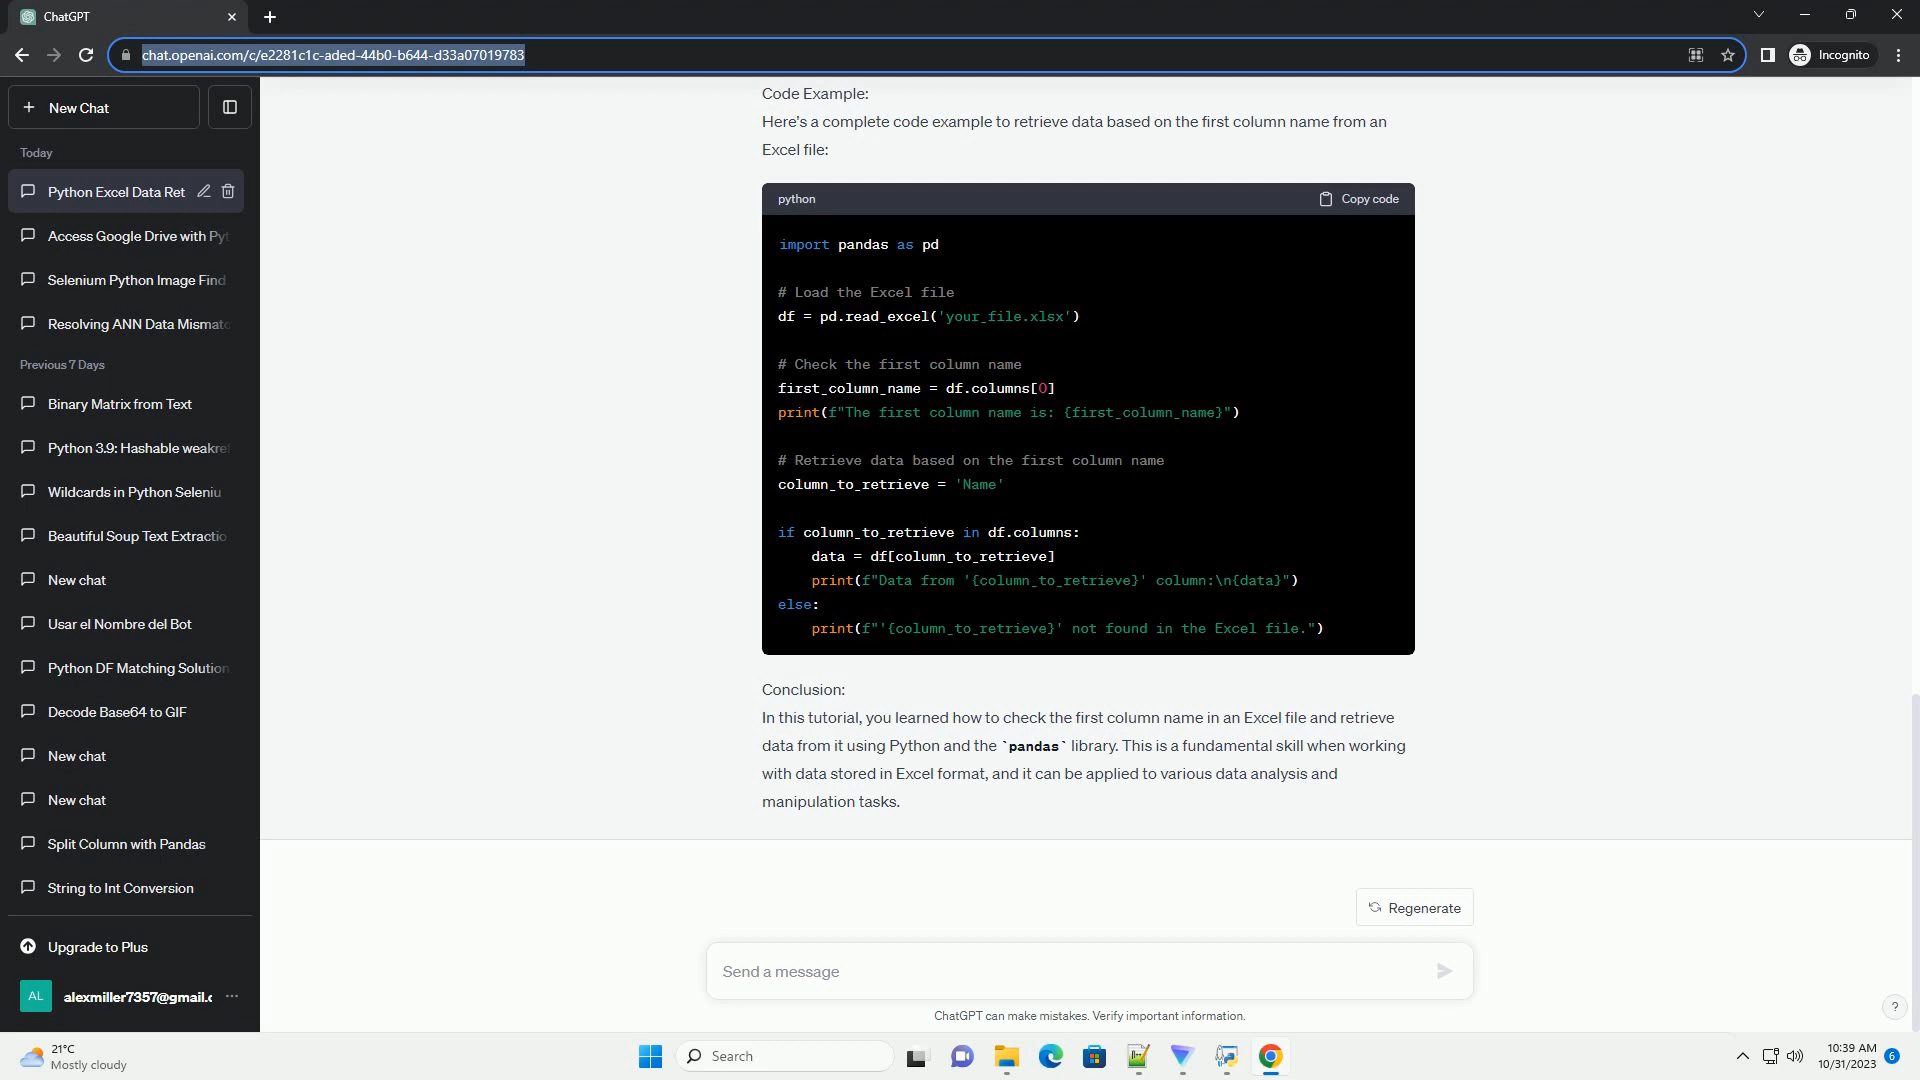 ChatGPT
chat.openai.com/c/e2281c1c-aded-44b0-b644-d33a07019783
Incognito
New Chat
Today
Python Excel Data Ret
Access Google Drive with Pyt
Selenium Python Image Find
Resolving ANN Data Mismatc
Previous 7 Days
Binary Matrix from Text
Python 3.9: Hashable weakref
Wildcards in Python Seleniu
Beautiful Soup Text Extractio
New chat
Usar el Nombre del Bot
Python DF Matching Solution
Decode Base64 to GIF
New chat
New chat
Split Column with Pandas
String to Int Conversion
Upgrade to Plus
AL
alexmiller7357@gmail.c
Code Example:
Here's a complete code example to retrieve data based on the first column name from an
Excel file:
python
Copy code
import pandas as pd
# Load the Excel file
df = pd.read_excel('your_file.xlsx')
# Check the first column name
first_column_name = df.columns[0]
print(f"The first column name is: {first_column_name}")
# Retrieve data based on the first column name
column_to_retrieve = 'Name'
if column_to_retrieve in df.columns:
    data = df[column_to_retrieve]
    print(f"Data from '{column_to_retrieve}' column:\n{data}")
else:
    print(f"'{column_to_retrieve}' not found in the Excel file.")
Conclusion:
In this tutorial, you learned how to check the first column name in an Excel file and retrieve
data from it using Python and the `pandas` library. This is a fundamental skill when working
with data stored in Excel format, and it can be applied to various data analysis and
manipulation tasks.
Regenerate
Send a message
ChatGPT can make mistakes. Verify important information.
?
21°C
Mostly cloudy
Search
10:39 AM
10/31/2023
6